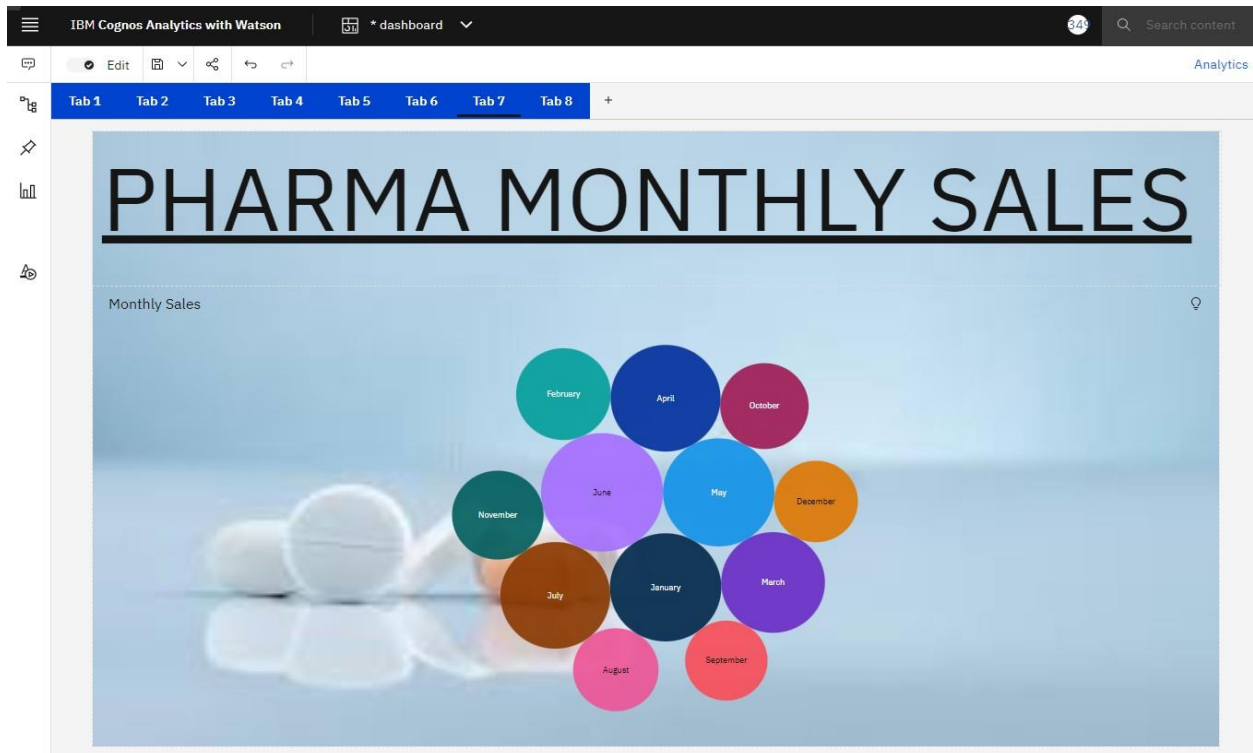 IBM Cognos Analytics with Watson
* dashboard
349
Search content
Edit
Analytics
Tab 1 Tab 2 Tab 3 Tab 4 Tab 5 Tab 6 Tab 7 Tab 8 +
PHARMA MONTHLY SALES
Monthly Sales
February
April
October
June
May
December
November
July
January
March
August
September